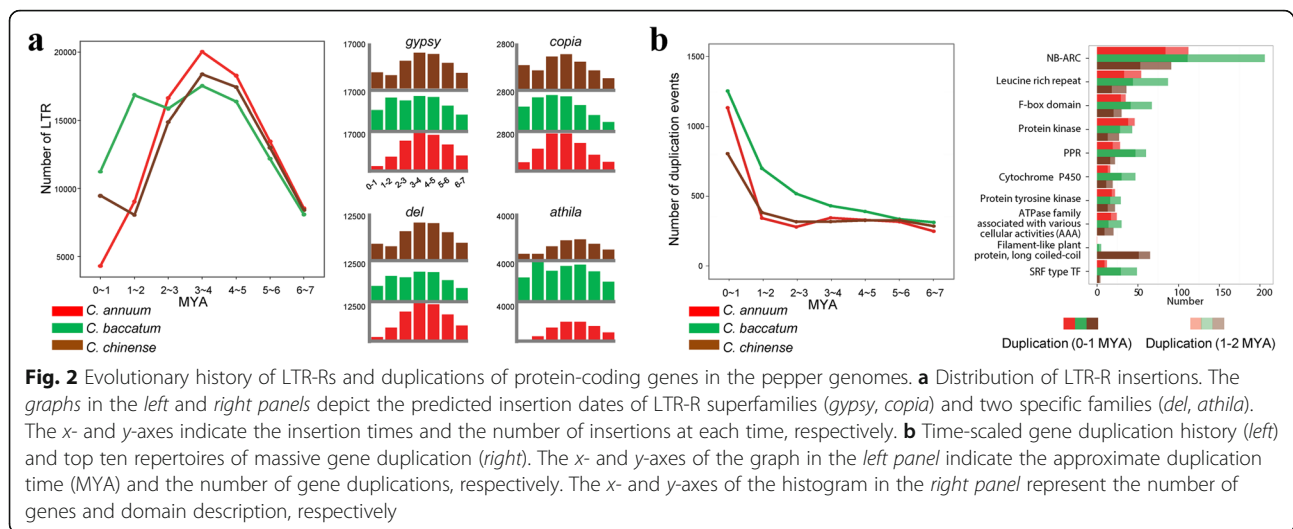 a
Number of LTR
20000
15000
10000
5000
0~1
1~2
2~3
3~4
4~5
5~6
6~7
MYA
C. annuum
C. baccatum
C. chinense
gypsy
17000
17000
17000
0-1
1-2
2-3
3-4
4-5
5-6
6-7
copia
2800
2800
2800
del
12500
12500
12500
athila
4000
4000
4000
b
Number of duplication events
1500
1000
500
0
0~1
1~2
2~3
3~4
4~5
5~6
6~7
MYA
C. annuum
C. baccatum
C. chinense
NB-ARC
Leucine rich repeat
F-box domain
Protein kinase
PPR
Cytochrome P450
Protein tyrosine kinase
ATPase family
associated with various
cellular activities (AAA)
Filament-like plant
protein, long coiled-coil
SRF type TF
0
50
100
150
200
Number
Duplication (0-1 MYA)
Duplication (1-2 MYA)
Fig. 2 Evolutionary history of LTR-Rs and duplications of protein-coding genes in the pepper genomes. a Distribution of LTR-R insertions. The
graphs in the left and right panels depict the predicted insertion dates of LTR-R superfamilies (gypsy, copia) and two specific families (del, athila).
The x- and y-axes indicate the insertion times and the number of insertions at each time, respectively. b Time-scaled gene duplication history (left)
and top ten repertoires of massive gene duplication (right). The x- and y-axes of the graph in the left panel indicate the approximate duplication
time (MYA) and the number of gene duplications, respectively. The x- and y-axes of the histogram in the right panel represent the number of
genes and domain description, respectively